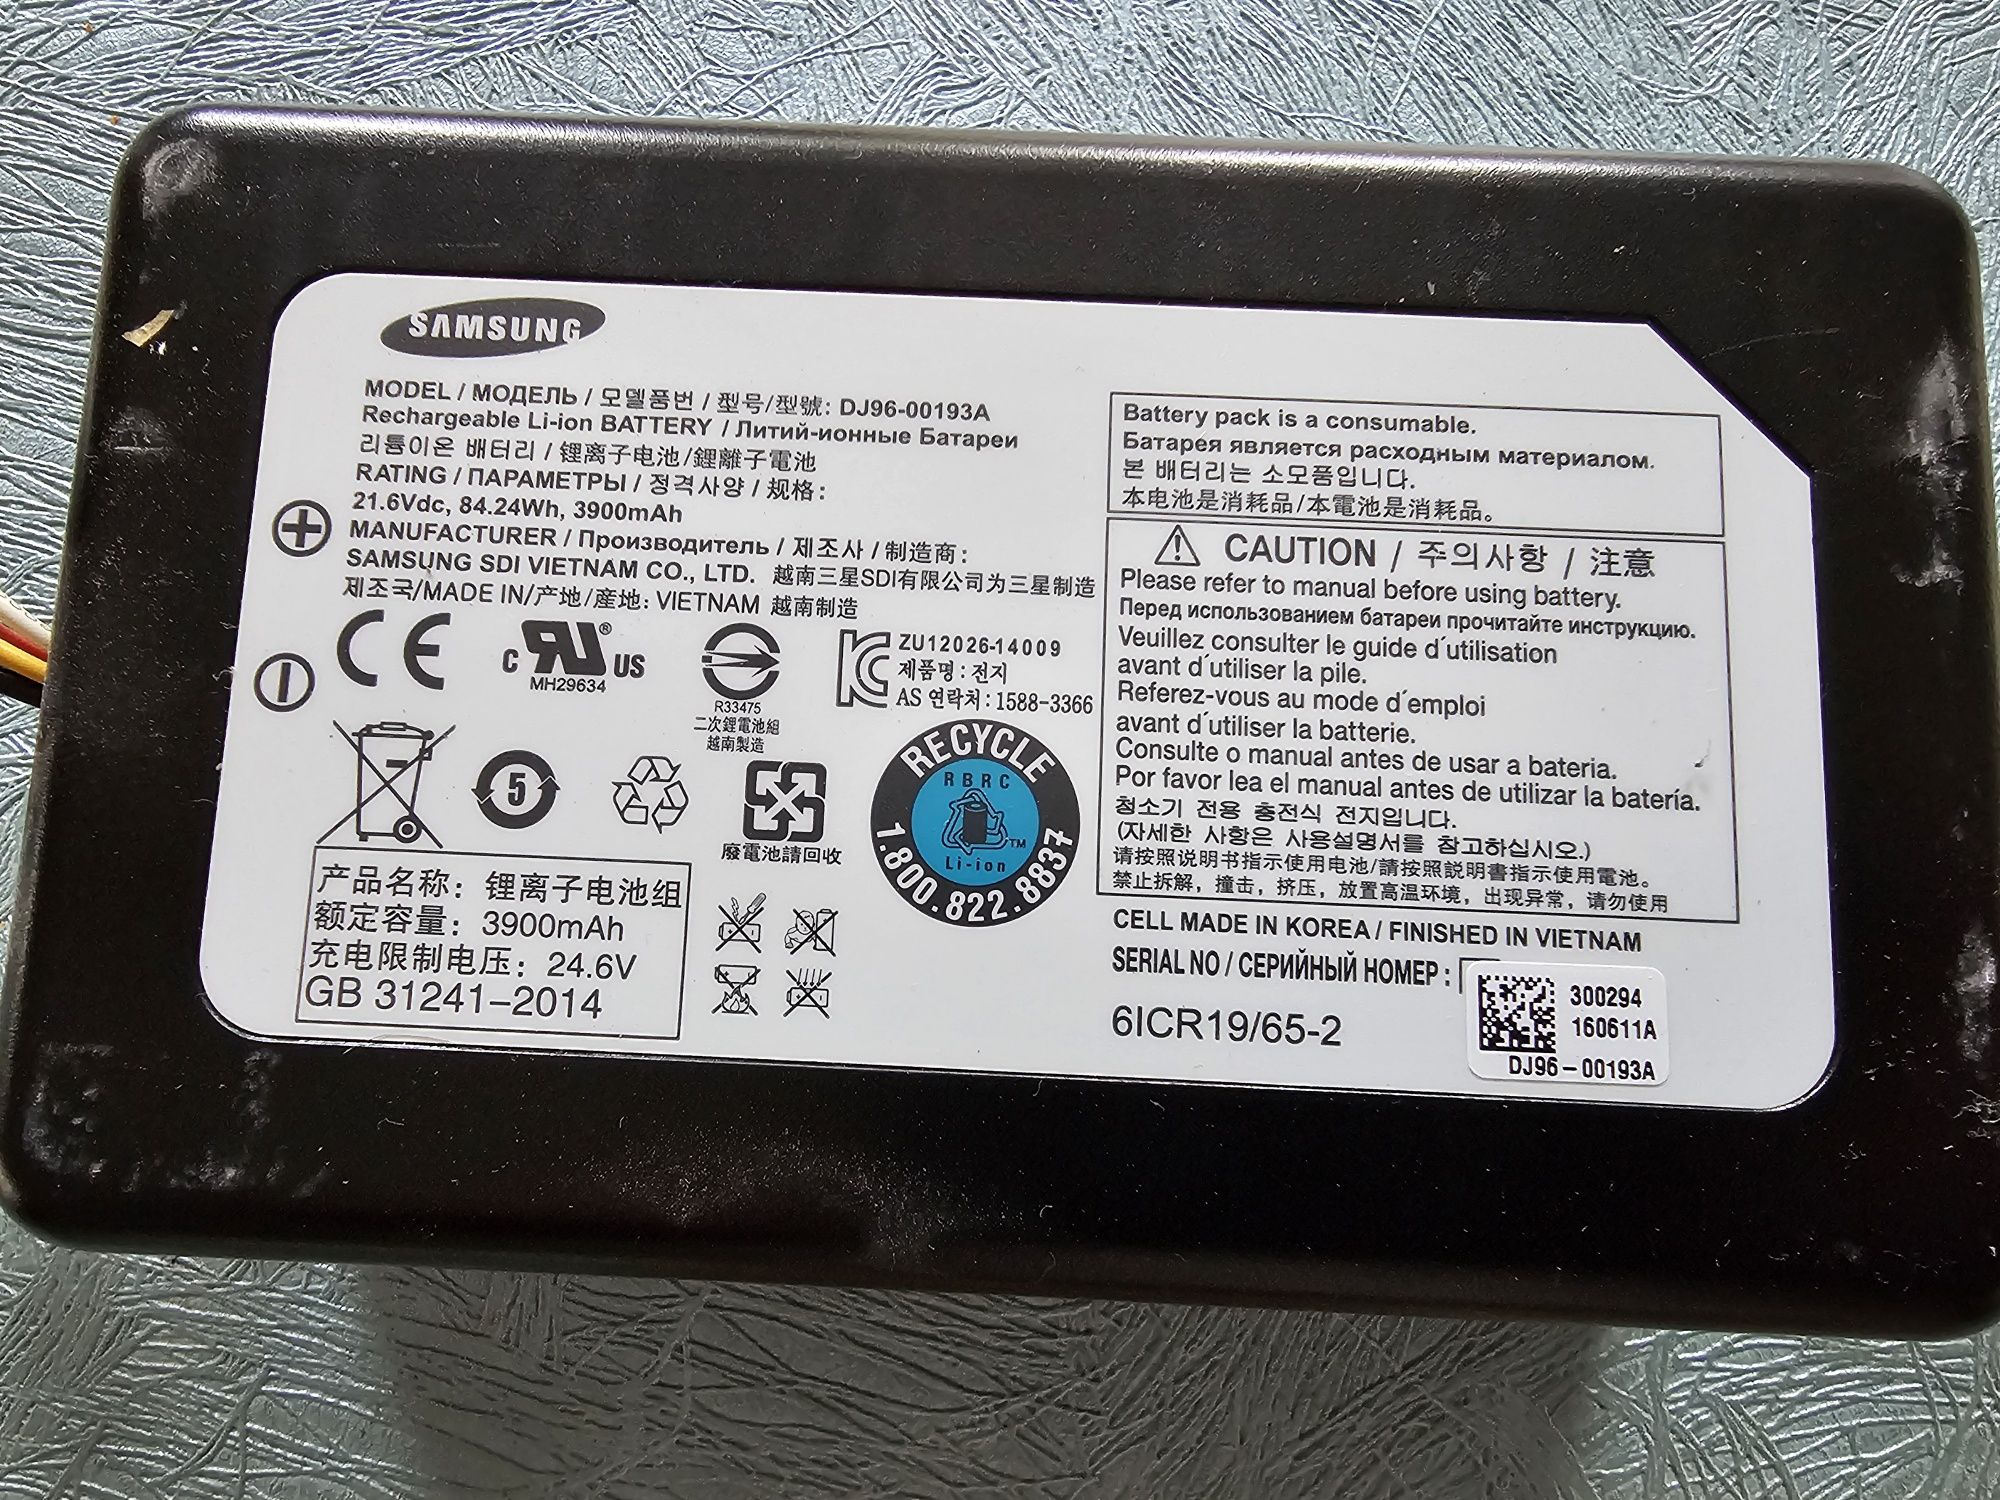 SAMSUNG
MODEL / МОДЕЛЬ / 모델품번 / 型号/型號: DJ96-00193A
Rechargeable Li-ion BATTERY / Литий-ионные Батареи
리튬이온 배터리 / 锂离子电池/鋰離子電池
RATING / ПАРАМЕТРЫ / 정격사양 / 规格:
21.6Vdc, 84.24Wh, 3900mAh
MANUFACTURER / Производитель / 제조사 / 制造商:
SAMSUNG SDI VIETNAM CO., LTD. 越南三星SDI有限公司为三星制造
제조국/MADE IN/产地/產地: VIETNAM 越南制造
CE
c RU® US
MH29634
R33475
二次鋰電池組
越南製造
ZU12026-14009
제품명 : 전지
AS 연락처 : 1588-3366
5
廢電池請回收
RECYCLE
RBRC
TM
Li-ion
1.800.822.8837
产品名称：锂离子电池组
额定容量：3900mAh
充电限制电压：24.6V
GB 31241-2014
Battery pack is a consumable.
Батарея является расходным материалом.
본 배터리는 소모품입니다.
本电池是消耗品/本電池是消耗品。
CAUTION / 주의사항 / 注意
Please refer to manual before using battery.
Перед использованием батареи прочитайте инструкцию.
Veuillez consulter le guide d´utilisation
avant d´utiliser la pile.
Referez-vous au mode d´emploi
avant d´utiliser la batterie.
Consulte o manual antes de usar a bateria.
Por favor lea el manual antes de utilizar la batería.
청소기 전용 충전식 전지입니다.
(자세한 사항은 사용설명서를 참고하십시오.)
请按照说明书指示使用电池/請按照説明書指示使用電池。
禁止拆解，撞击，挤压，放置高温环境，出现异常，请勿使用
CELL MADE IN KOREA / FINISHED IN VIETNAM
SERIAL NO / СЕРИЙНЫЙ НОМЕР :
6ICR19/65-2
300294
160611A
DJ96-00193A